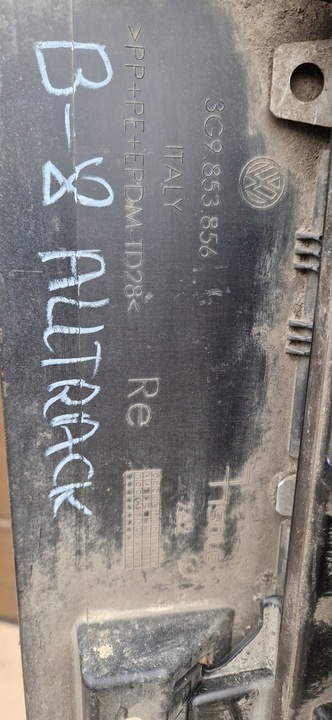 3G9.853.856
ITALY
>PP+PE+EPDM TD28<
Re
B-8 ALLTRACK